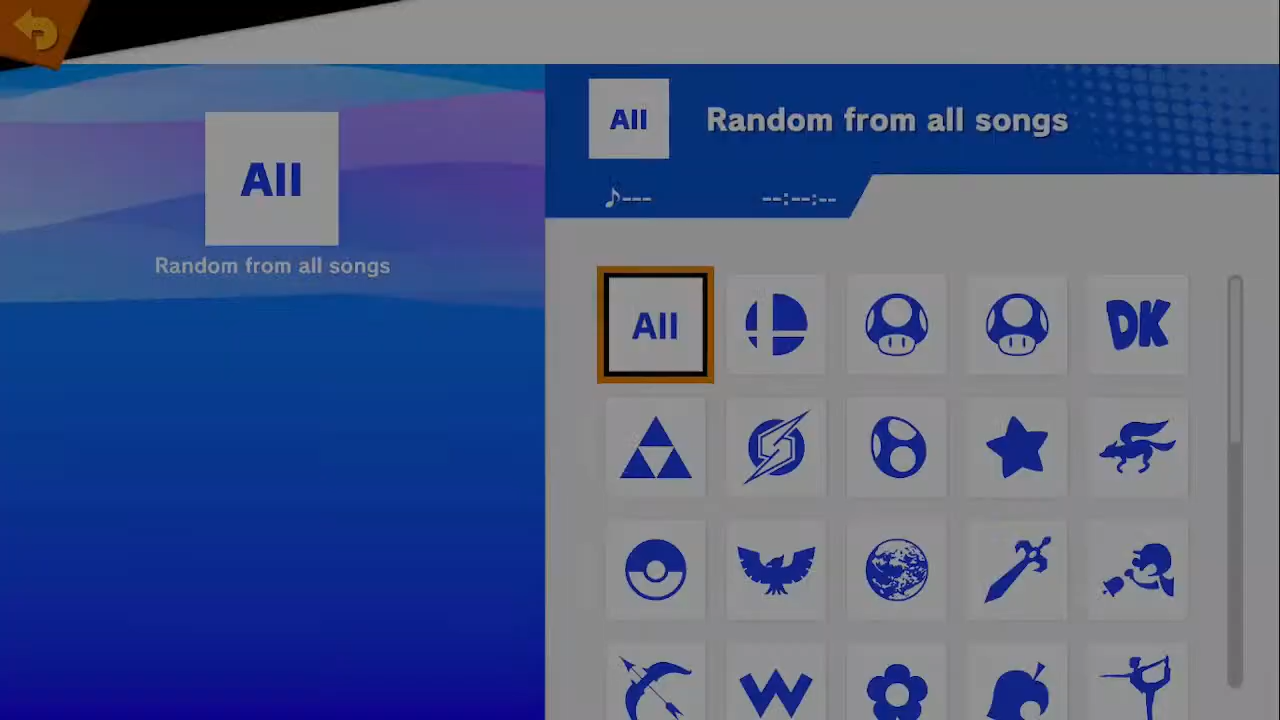 All
Random from all songs
All
Random from all songs
♪---
--:--:--
All
DK
W